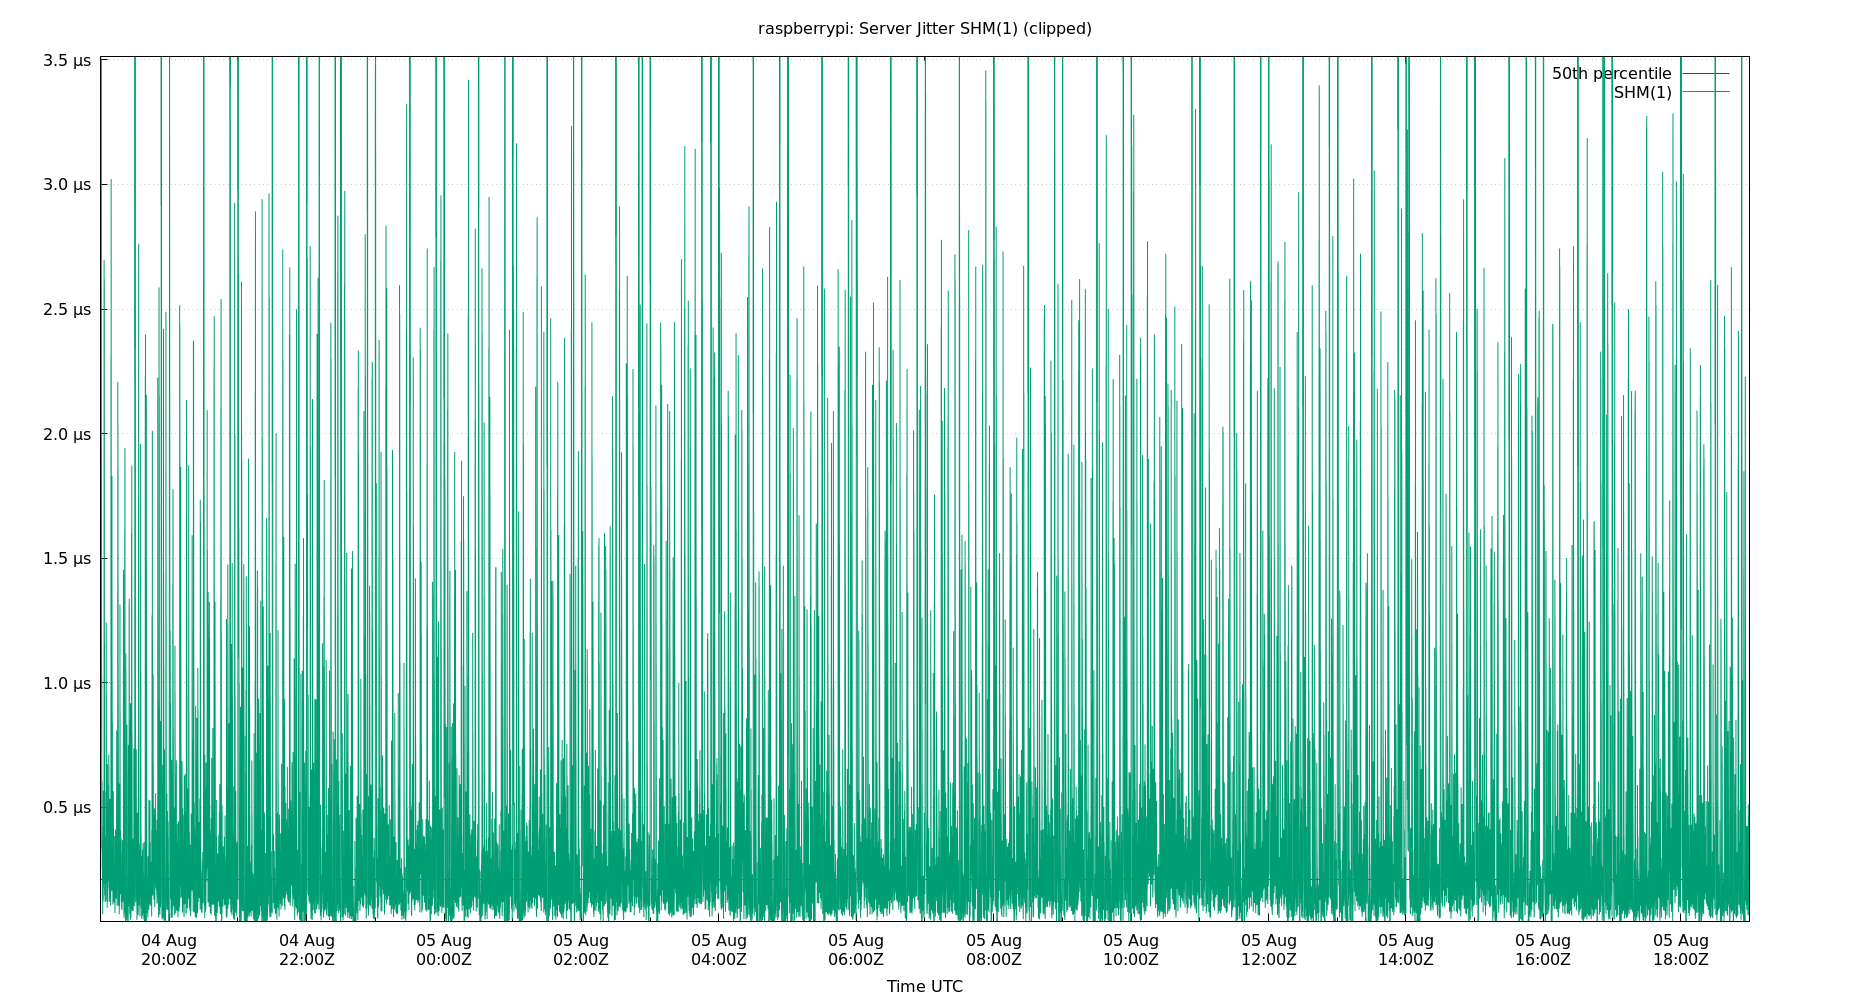 raspberrypi: Server Jitter SHM(1) (clipped)
3.5 µs
50th percentile
SHM(1)
3.0 µs
2.5 µs
2.0 µs
1.5 µs
1.0 µs
0.5 µs
04 Aug 04 Aug 05 Aug 05 Aug 05 Aug 05 Aug 05 Aug 05 Aug 05 Aug 05 Aug 05 Aug 05 Aug
20:00Z 22:00Z 00:00Z 02:00Z 04:00Z 06:00Z 08:00Z 10:00Z 12:00Z 14:00Z 16:00Z 18:00Z
Time UTC